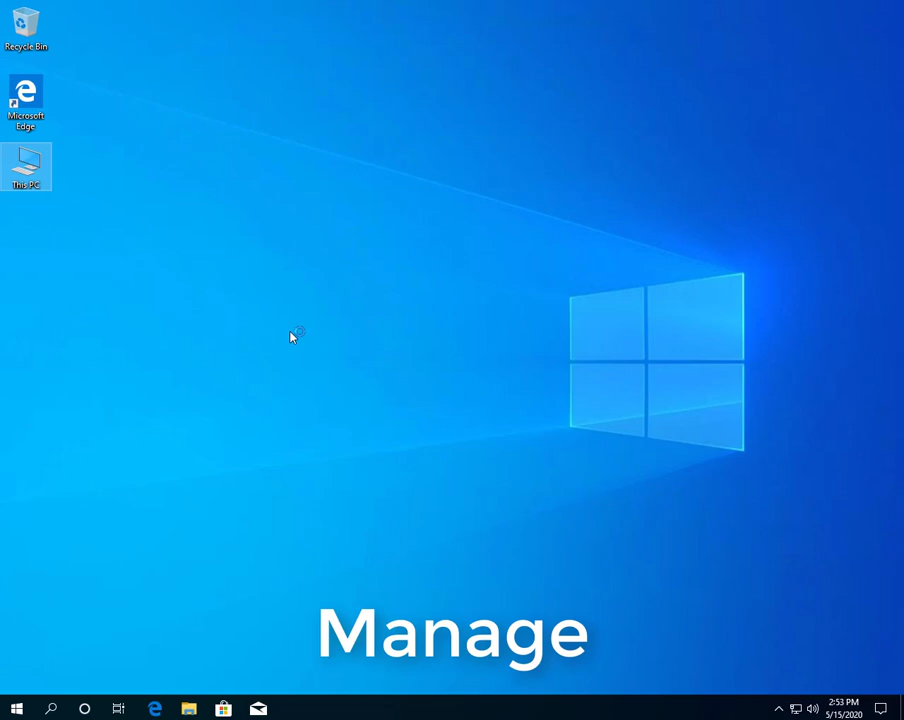 Recycle Bin
Microsoft
Edge
This PC
Manage
2:53 PM
5/15/2020